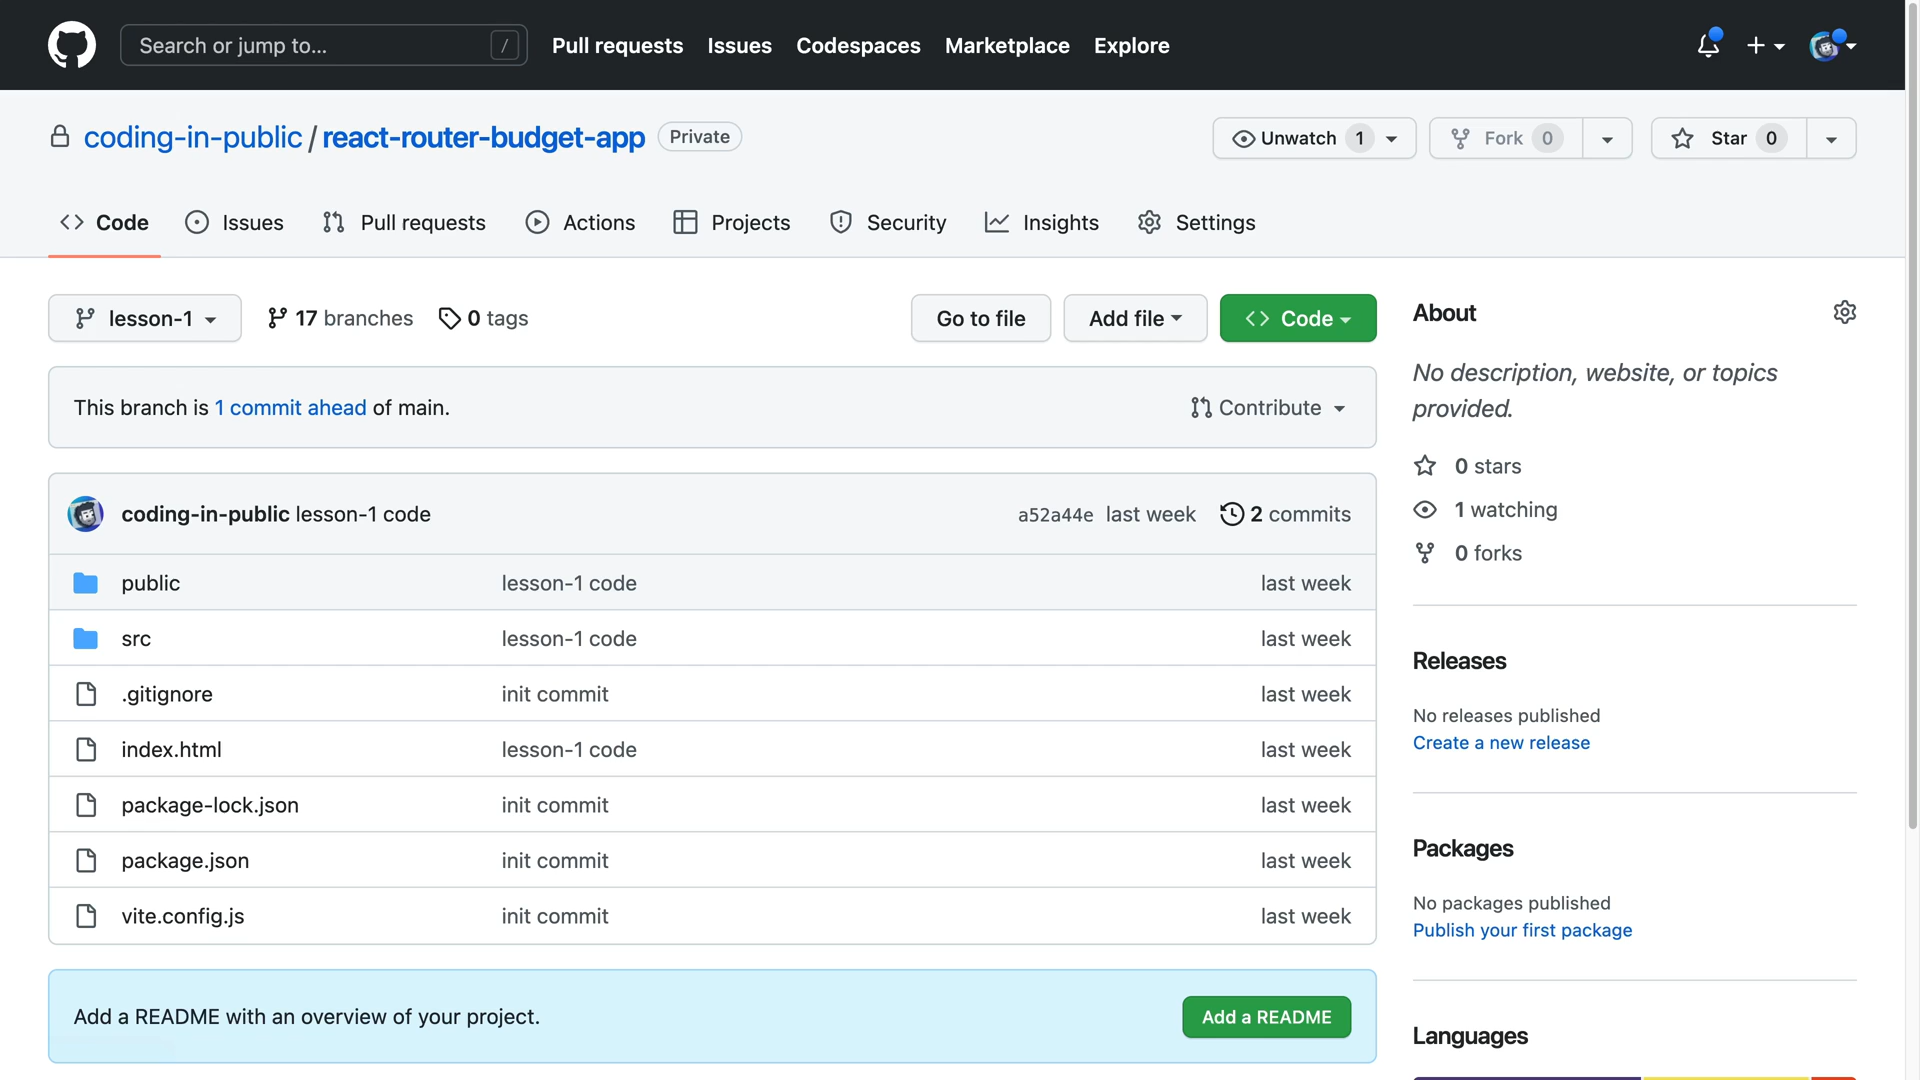 Search or jump to... /
Pull requests Issues Codespaces Marketplace Explore
coding-in-public / react-router-budget-app Private
Unwatch 1 Fork 0 Star 0
Code Issues Pull requests Actions Projects Security Insights Settings
lesson-1 17 branches 0 tags
Go to file Add file Code
This branch is 1 commit ahead of main.
Contribute
coding-in-public lesson-1 code a52a44e last week 2 commits
public lesson-1 code last week
src lesson-1 code last week
.gitignore init commit last week
index.html lesson-1 code last week
package-lock.json init commit last week
package.json init commit last week
vite.config.js init commit last week
Add a README with an overview of your project.
Add a README
About
No description, website, or topics
provided.
0 stars
1 watching
0 forks
Releases
No releases published
Create a new release
Packages
No packages published
Publish your first package
Languages